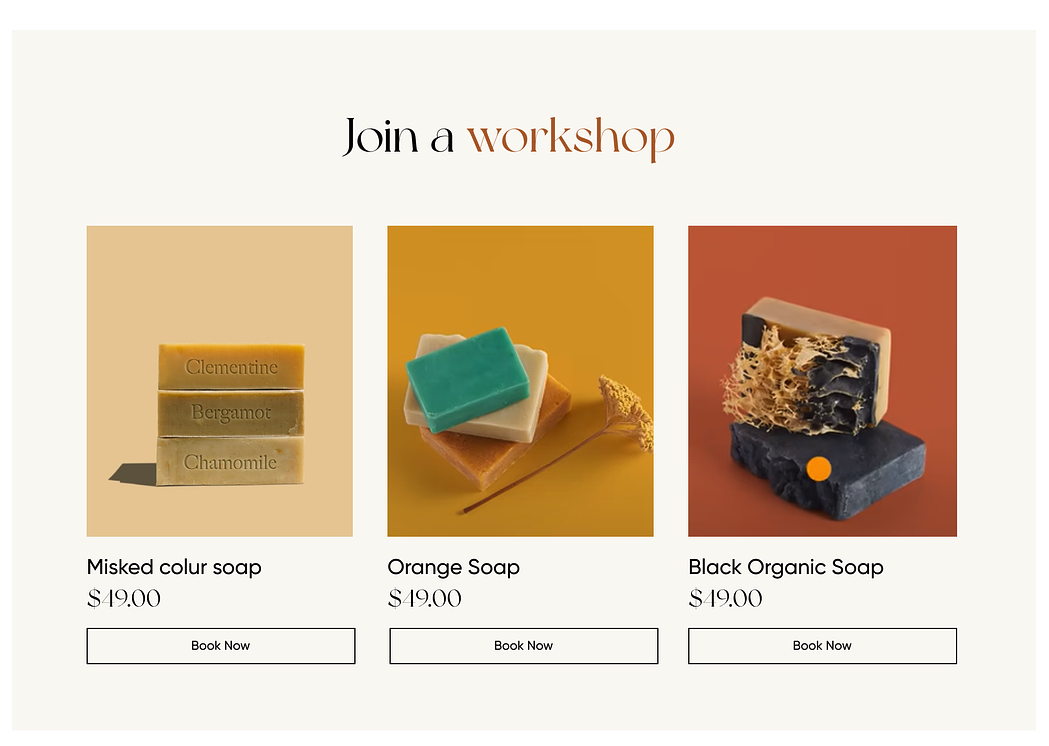 Join a workshop
Clementine
Bergamot
Chamomile
Misked colur soap
$49.00
Book Now
Orange Soap
$49.00
Book Now
Black Organic Soap
$49.00
Book Now